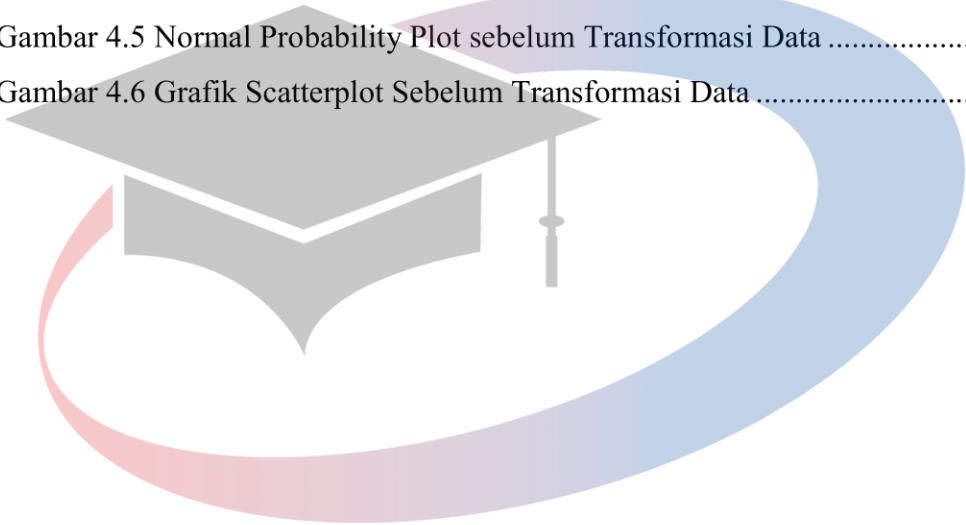 Gambar 4.5 Normal Probability Plot sebelum Transformasi Data ..................
Gambar 4.6 Grafik Scatterplot Sebelum Transformasi Data ...........................